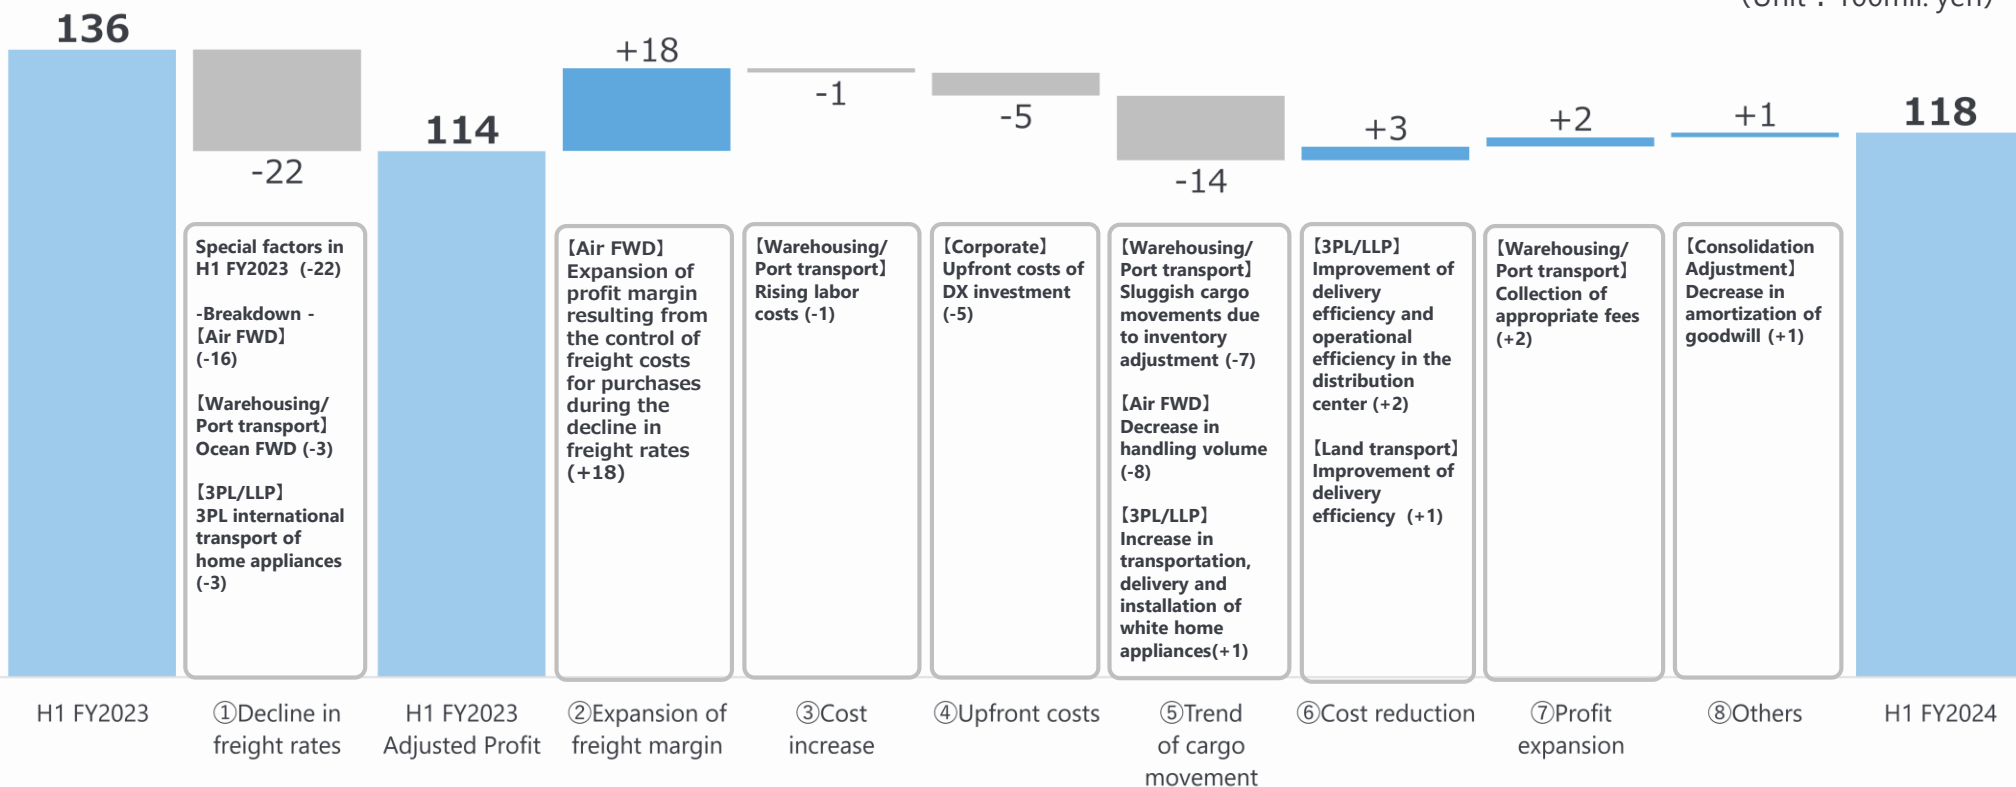 (Unit : 100mil. yen)
136
-22
114
+18
-1
-5
-14
+3
+2
+1
118
Special factors in
H1 FY2023 (-22)
-Breakdown -
【Air FWD】
(-16)
【Warehousing/
Port transport】
Ocean FWD (-3)
【3PL/LLP】
3PL international
transport of
home appliances
(-3)
【Air FWD】
Expansion of
profit margin
resulting from
the control of
freight costs
for purchases
during the
decline in
freight rates
(+18)
【Warehousing/
Port transport】
Rising labor
costs (-1)
【Corporate】
Upfront costs of
DX investment
(-5)
【Warehousing/
Port transport】
Sluggish cargo
movements due
to inventory
adjustment (-7)
【Air FWD】
Decrease in
handling volume
(-8)
【3PL/LLP】
Increase in
transportation,
delivery and
installation of
white home
appliances(+1)
【3PL/LLP】
Improvement of
delivery
efficiency and
operational
efficiency in the
distribution
center (+2)
【Land transport】
Improvement of
delivery
efficiency (+1)
【Warehousing/
Port transport】
Collection of
appropriate fees
(+2)
【Consolidation
Adjustment】
Decrease in
amortization of
goodwill (+1)
H1 FY2023
①Decline in
freight rates
H1 FY2023
Adjusted Profit
②Expansion of
freight margin
③Cost
increase
④Upfront costs
⑤Trend
of cargo
movement
⑥Cost reduction
⑦Profit
expansion
⑧Others
H1 FY2024